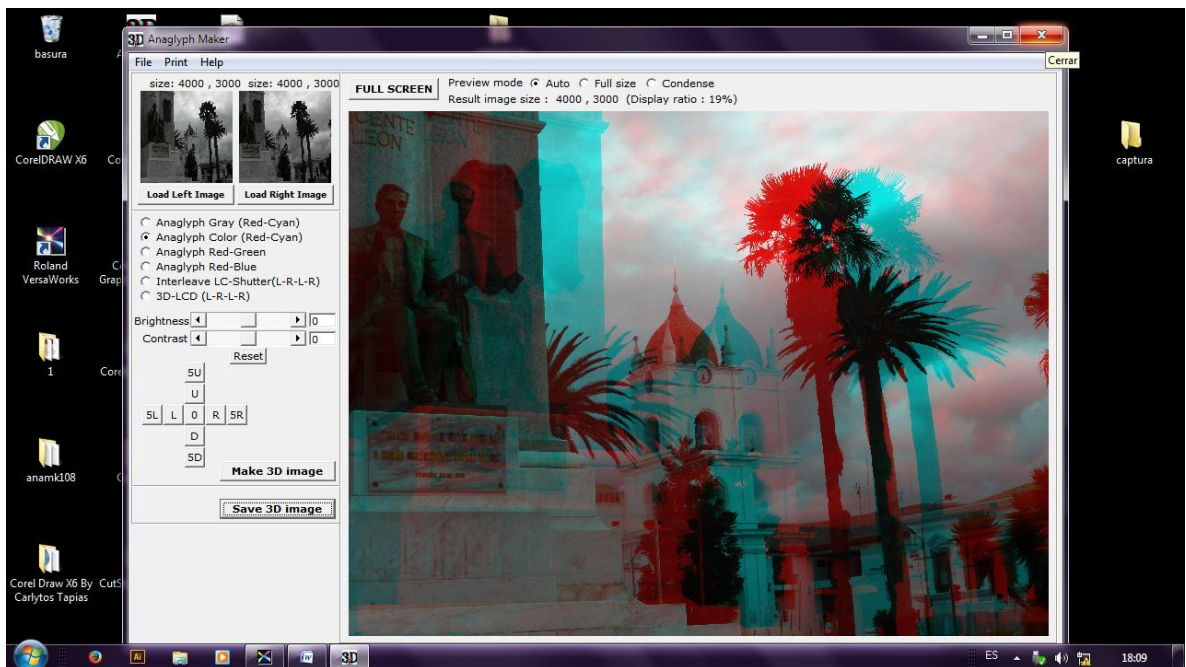 basura
CorelDRAW X6
Roland
VersaWorks
1
anamk108
Corel Draw X6 By
Carlytos Tapias
captura
3D Anaglyph Maker
Cerrar
File Print Help
size: 4000 , 3000 size: 4000 , 3000
Load Left Image Load Right Image
Anaglyph Gray (Red-Cyan)
Anaglyph Color (Red-Cyan)
Anaglyph Red-Green
Anaglyph Red-Blue
Interleave LC-Shutter(L-R-L-R)
3D-LCD (L-R-L-R)
Brightness 0
Contrast 0
Reset
5U
U
5L L 0 R 5R
D
5D
Make 3D image
Save 3D image
FULL SCREEN
Preview mode Auto Full size Condense
Result image size : 4000 , 3000 (Display ratio : 19%)
LEON
Ai
3D
ES
18:09